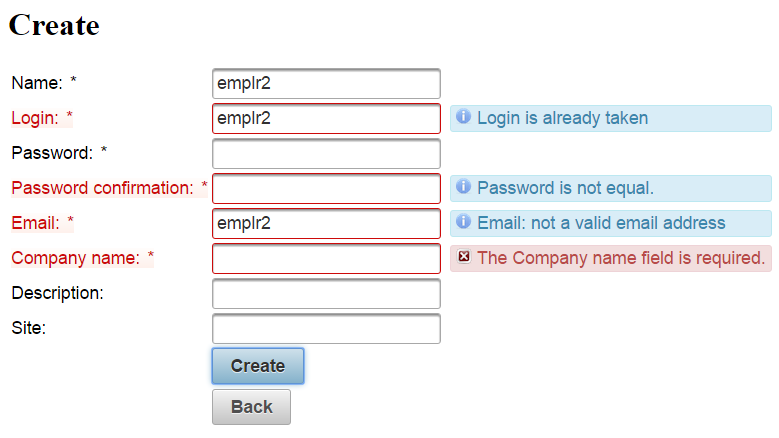 Create
Name: * emplr2
Login: * emplr2 Login is already taken
Password: *
Password confirmation: * Password is not equal.
Email: * emplr2 Email: not a valid email address
Company name: * The Company name field is required.
Description:
Site:
Create
Back